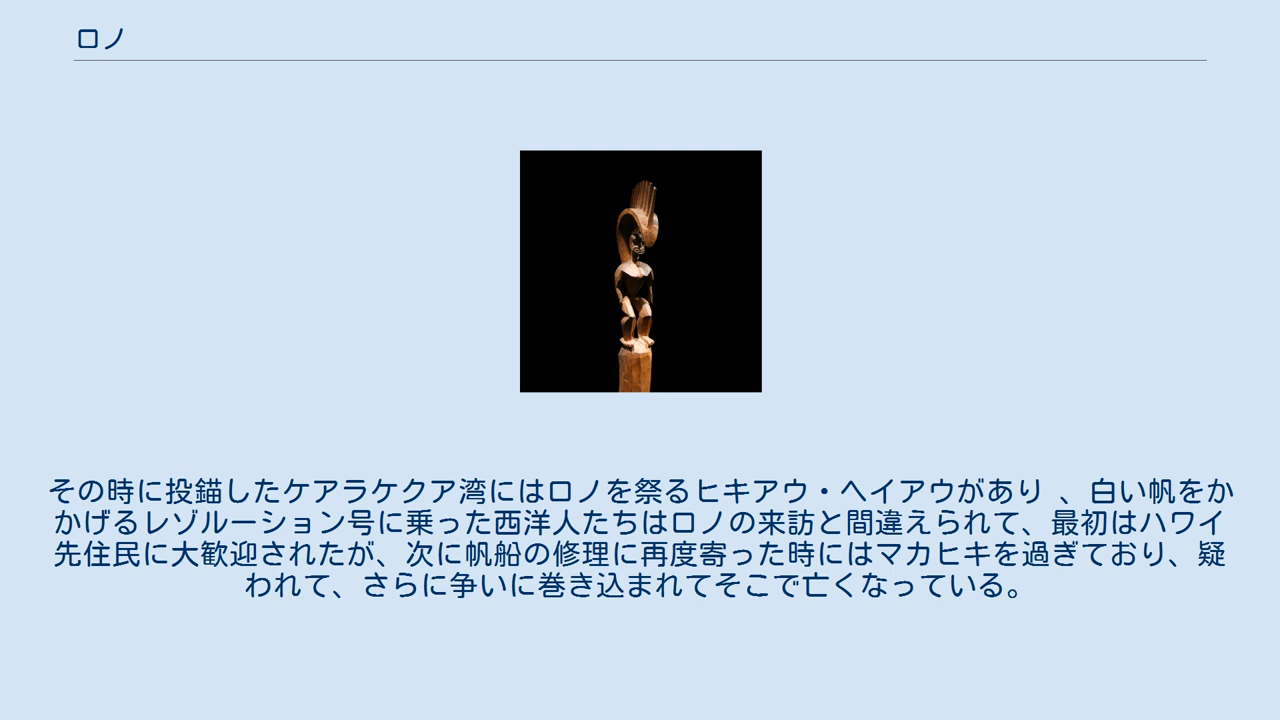 ロノ
その時に投錨したケアラケクア湾にはロノを祭るヒキアウ・ヘイアウがあり 、白い帆をか
かげるレゾルーション号に乗った西洋人たちはロノの来訪と間違えられて、最初はハワイ
先住民に大歓迎されたが、次に帆船の修理に再度寄った時にはマカヒキを過ぎており、疑
われて、さらに争いに巻き込まれてそこで亡くなっている。